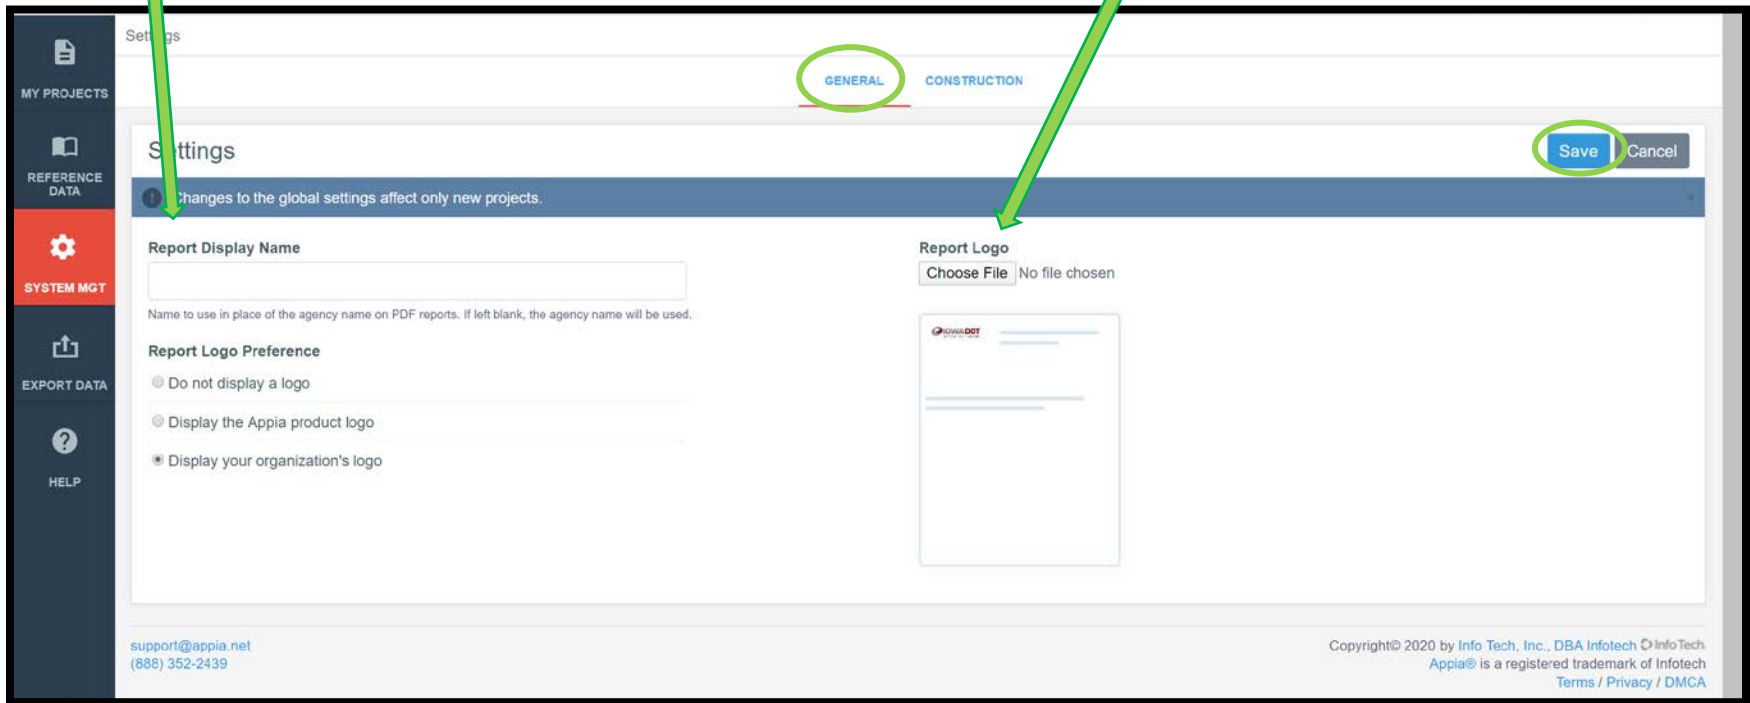 Settings
MY PROJECTS
GENERAL
CONSTRUCTION
Settings
Save
Cancel
REFERENCE
DATA
Changes to the global settings affect only new projects.
Report Display Name
Report Logo
Choose File No file chosen
SYSTEM MGT
Name to use in place of the agency name on PDF reports. If left blank, the agency name will be used.
IOWADOT
Report Logo Preference
Do not display a logo
EXPORT DATA
Display the Appia product logo
Display your organization's logo
HELP
support@appia.net
(888) 352-2439
Copyright© 2020 by Info Tech, Inc., DBA Infotech InfoTech
Appia® is a registered trademark of Infotech
Terms / Privacy / DMCA